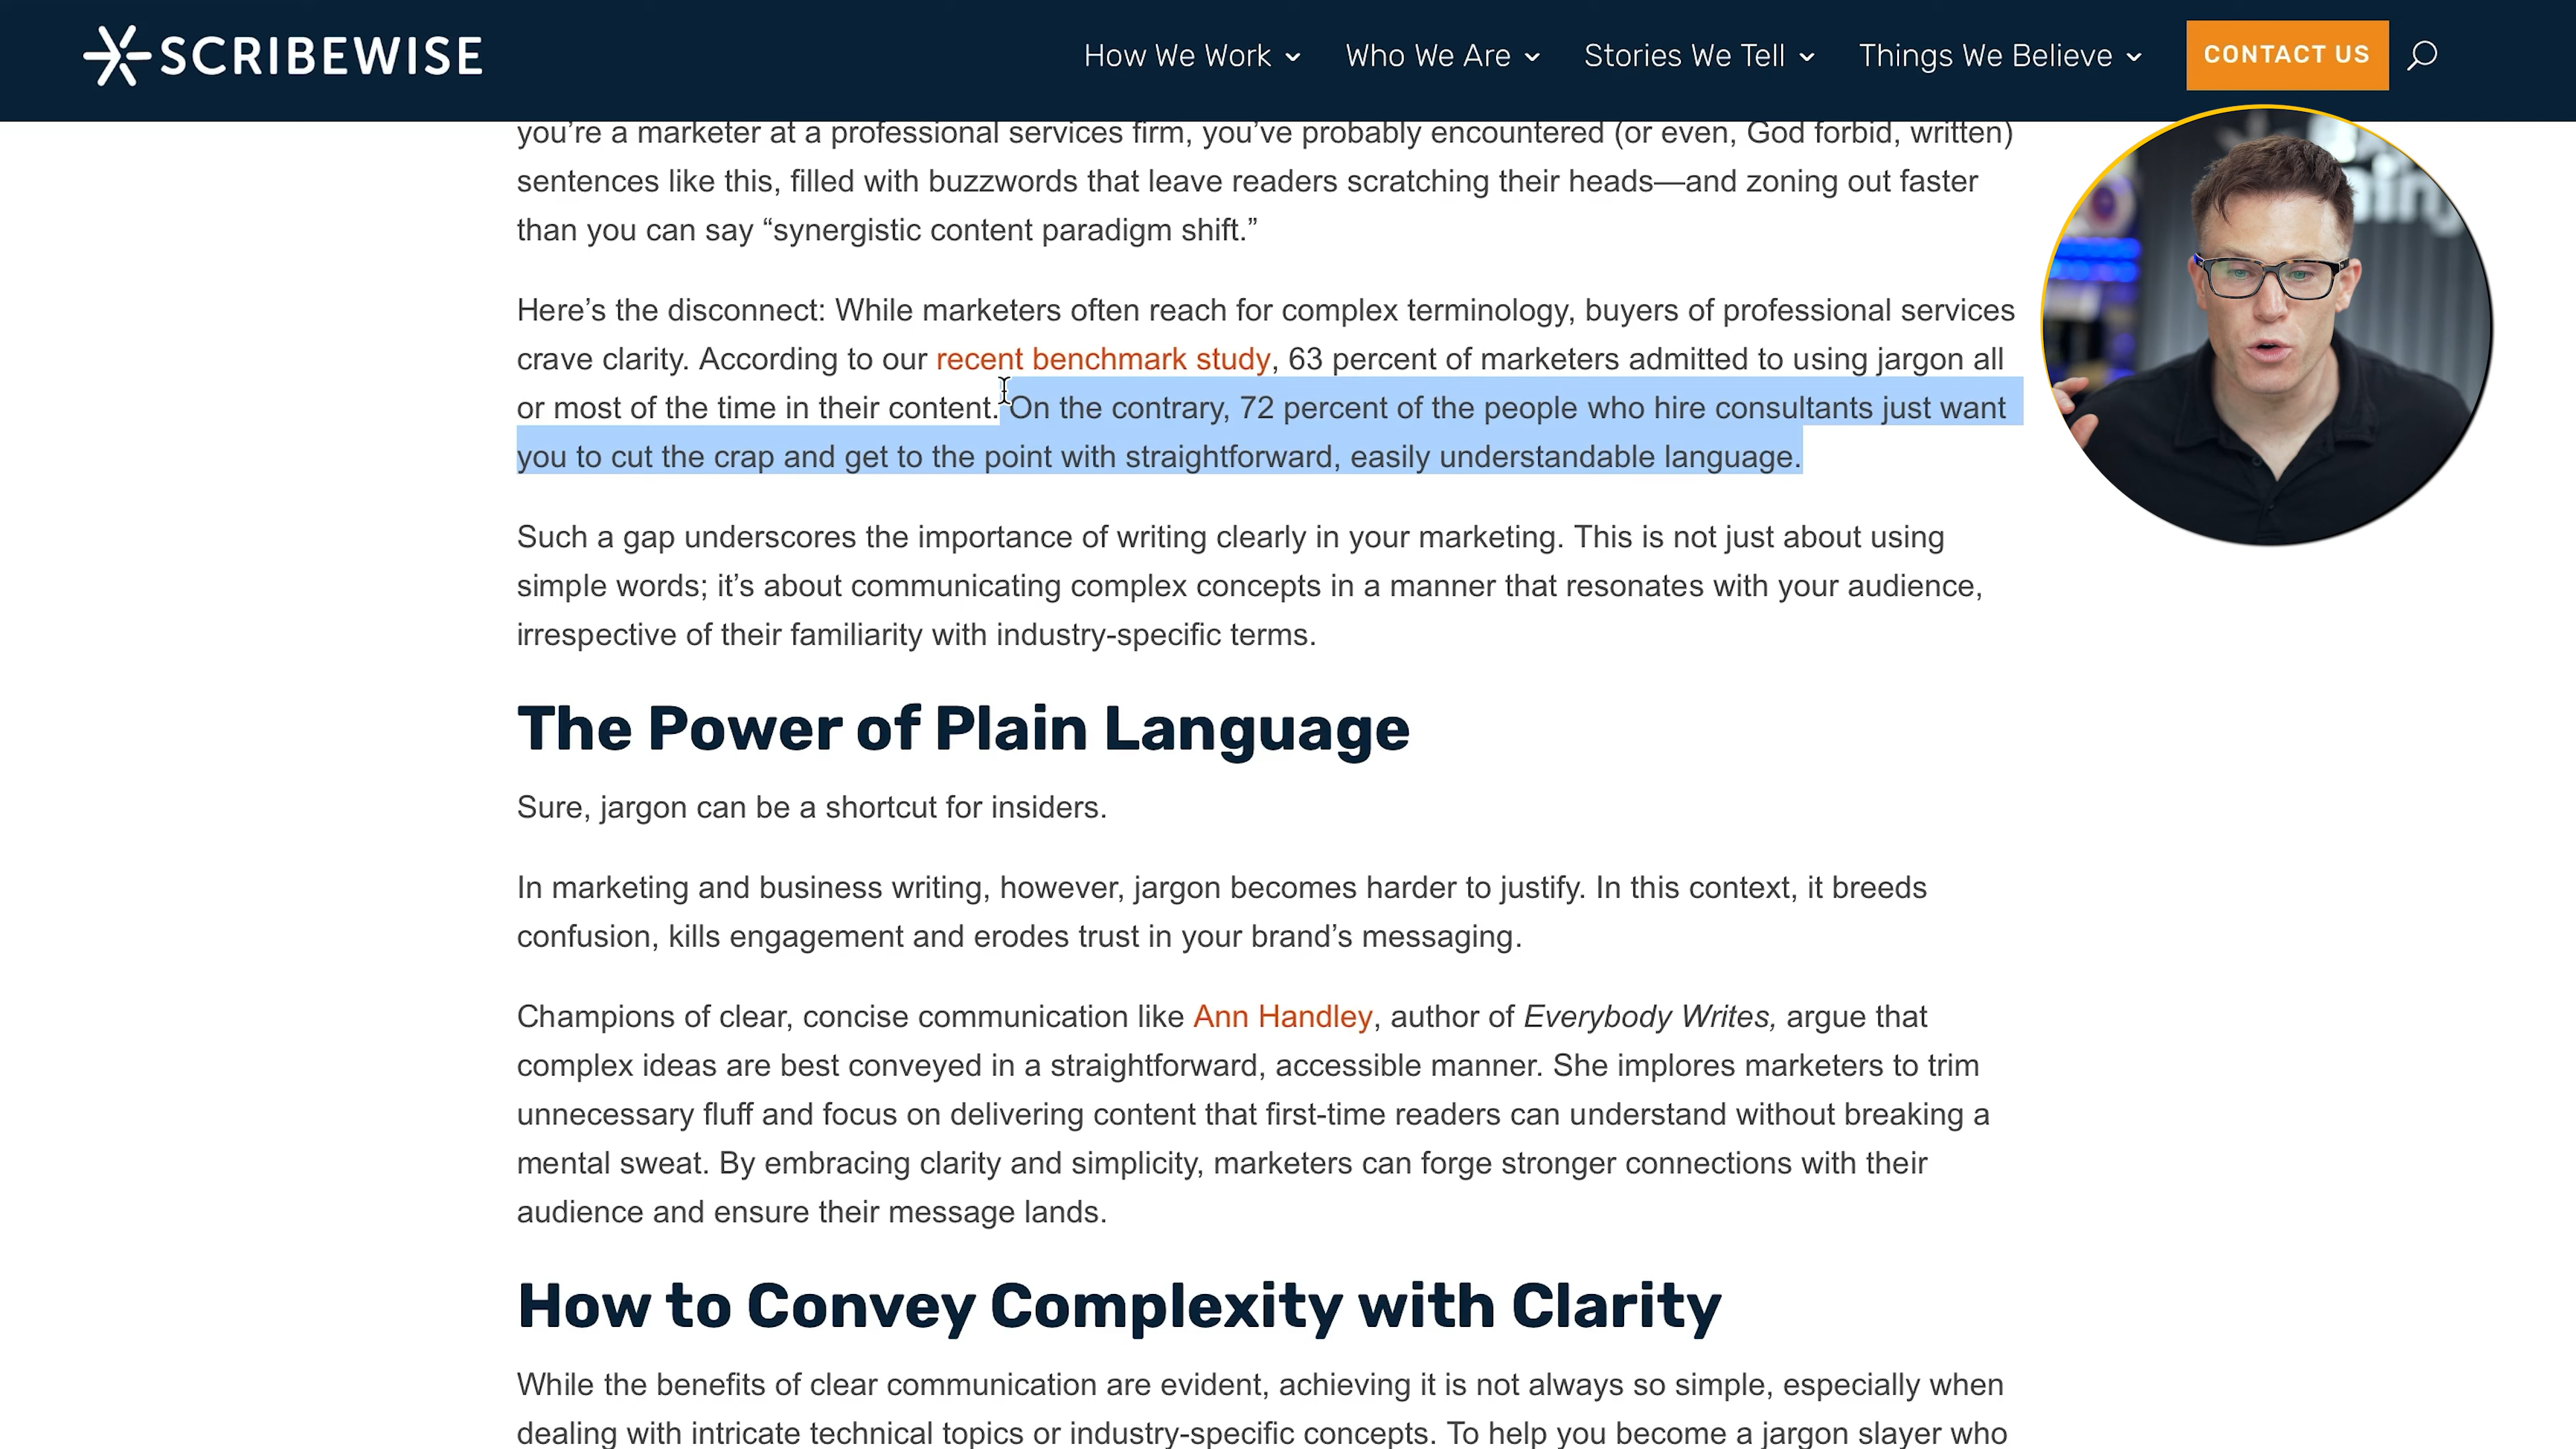 SCRIBEWISE
How We Work
Who We Are
Stories We Tell
Things We Believe
CONTACT US
you’re a marketer at a professional services firm, you’ve probably encountered (or even, God forbid, written)
sentences like this, filled with buzzwords that leave readers scratching their heads—and zoning out faster
than you can say “synergistic content paradigm shift.”
Here’s the disconnect: While marketers often reach for complex terminology, buyers of professional services
crave clarity. According to our recent benchmark study, 63 percent of marketers admitted to using jargon all
or most of the time in their content. On the contrary, 72 percent of the people who hire consultants just want
you to cut the crap and get to the point with straightforward, easily understandable language.
Such a gap underscores the importance of writing clearly in your marketing. This is not just about using
simple words; it’s about communicating complex concepts in a manner that resonates with your audience,
irrespective of their familiarity with industry-specific terms.
The Power of Plain Language
Sure, jargon can be a shortcut for insiders.
In marketing and business writing, however, jargon becomes harder to justify. In this context, it breeds
confusion, kills engagement and erodes trust in your brand’s messaging.
Champions of clear, concise communication like Ann Handley, author of Everybody Writes, argue that
complex ideas are best conveyed in a straightforward, accessible manner. She implores marketers to trim
unnecessary fluff and focus on delivering content that first-time readers can understand without breaking a
mental sweat. By embracing clarity and simplicity, marketers can forge stronger connections with their
audience and ensure their message lands.
How to Convey Complexity with Clarity
While the benefits of clear communication are evident, achieving it is not always so simple, especially when
dealing with intricate technical topics or industry-specific concepts. To help you become a jargon slayer who